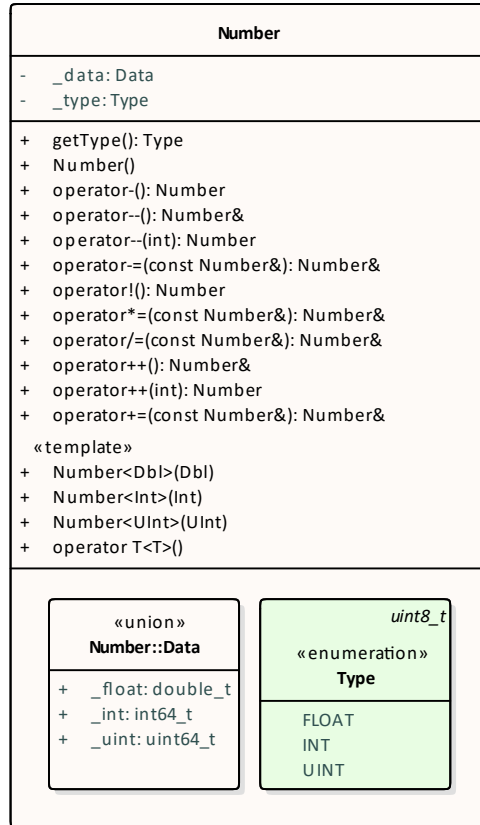 Number
- _data: Data
- _type: Type
+ getType(): Type
+ Number()
+ operator-(): Number
+ operator--(): Number&
+ operator--(int): Number
+ operator-=(const Number&): Number&
+ operator!(): Number
+ operator*=(const Number&): Number&
+ operator/=(const Number&): Number&
+ operator++(): Number&
+ operator++(int): Number
+ operator+=(const Number&): Number&
«template»
+ Number<Dbl>(Dbl)
+ Number<Int>(Int)
+ Number<UInt>(UInt)
+ operator T<T>()
«union»
Number::Data
+ _float: double_t
+ _int: int64_t
+ _uint: uint64_t
uint8_t
«enumeration»
Type
FLOAT
INT
UINT